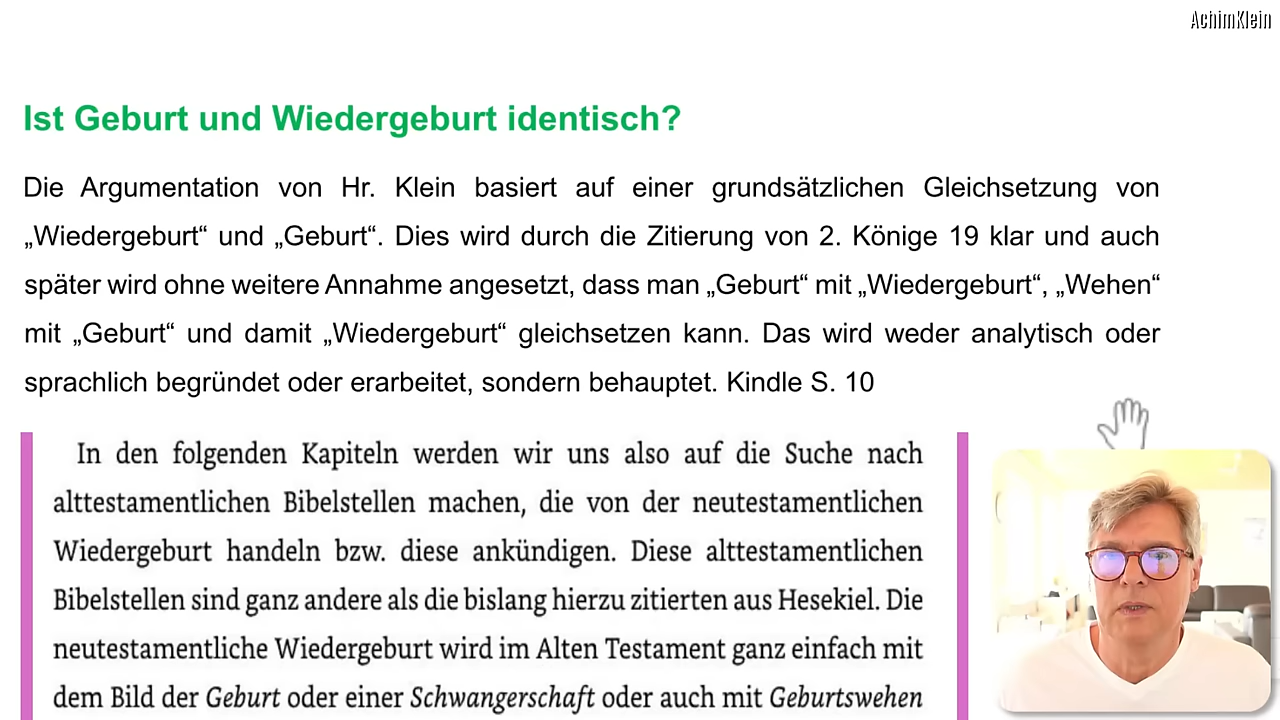 AchimKlein
Ist Geburt und Wiedergeburt identisch?
Die Argumentation von Hr. Klein basiert auf einer grundsätzlichen Gleichsetzung von
„Wiedergeburt“ und „Geburt“. Dies wird durch die Zitierung von 2. Könige 19 klar und auch
später wird ohne weitere Annahme angesetzt, dass man „Geburt“ mit „Wiedergeburt“, „Wehen“
mit „Geburt“ und damit „Wiedergeburt“ gleichsetzen kann. Das wird weder analytisch oder
sprachlich begründet oder erarbeitet, sondern behauptet. Kindle S. 10
In den folgenden Kapiteln werden wir uns also auf die Suche nach
alttestamentlichen Bibelstellen machen, die von der neutestamentlichen
Wiedergeburt handeln bzw. diese ankündigen. Diese alttestamentlichen
Bibelstellen sind ganz andere als die bislang hierzu zitierten aus Hesekiel. Die
neutestamentliche Wiedergeburt wird im Alten Testament ganz einfach mit
dem Bild der Geburt oder einer Schwangerschaft oder auch mit Geburtswehen